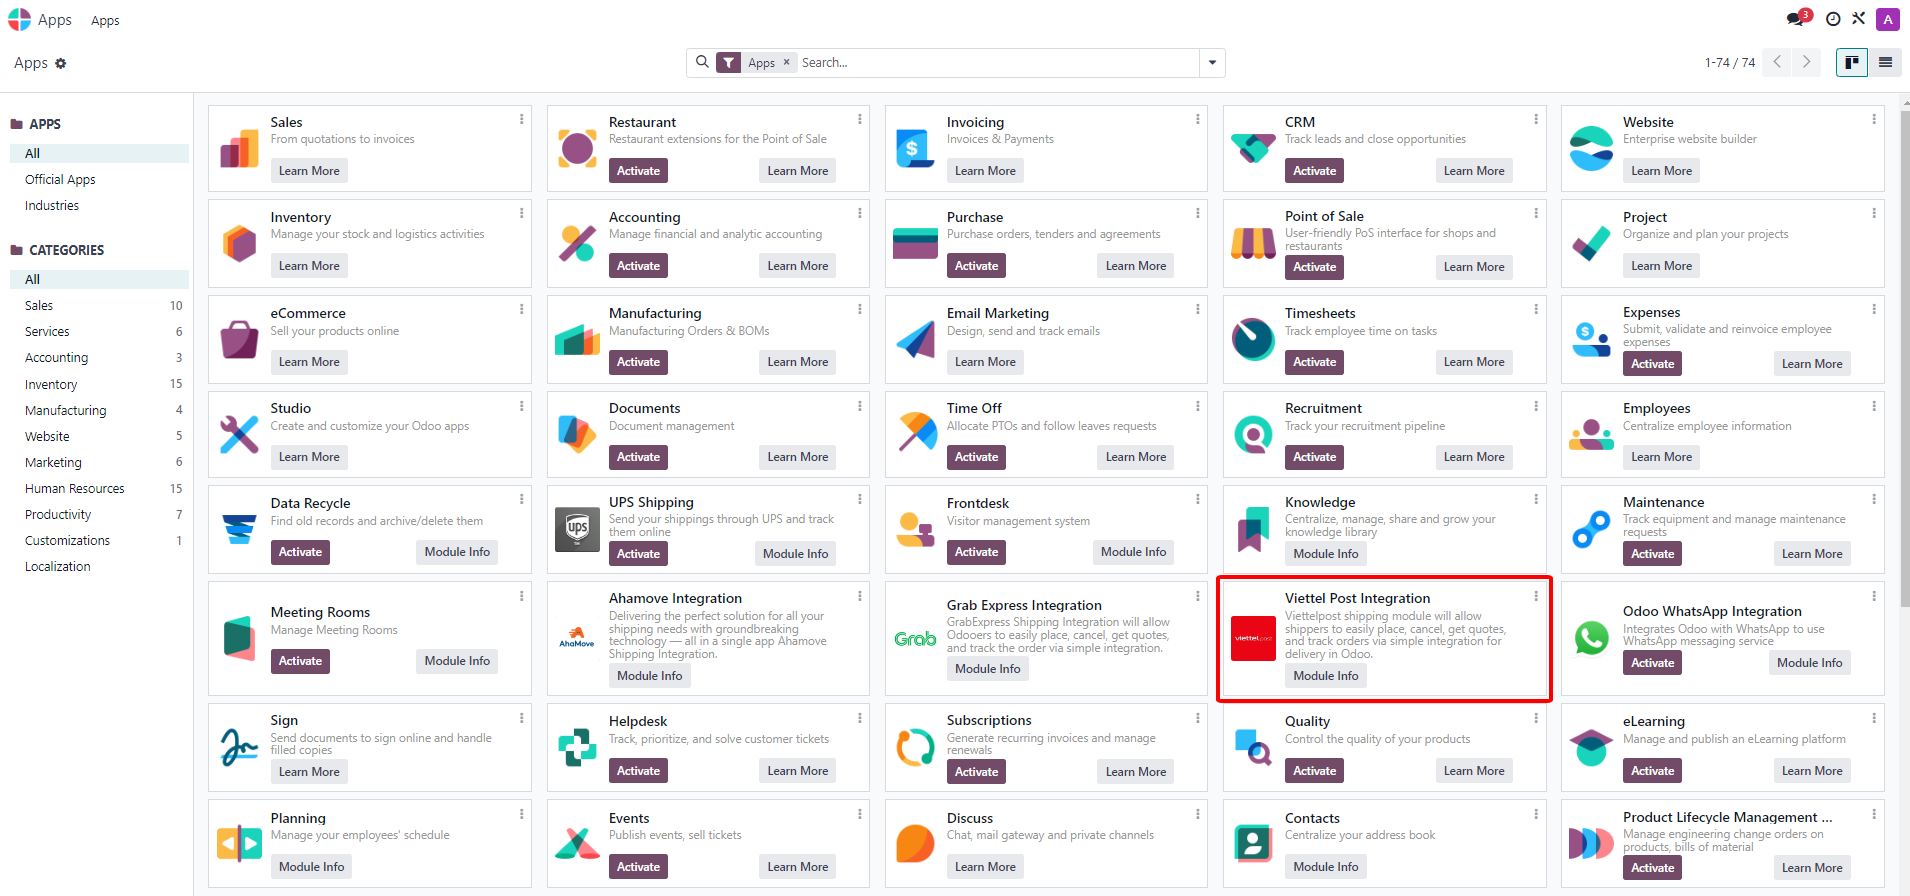 Apps Apps 3 A
Apps Apps × Search... 1-74 / 74
APPS
All
Official Apps
Industries
CATEGORIES
All
Sales 10
Services 6
Accounting 3
Inventory 15
Manufacturing 4
Website 5
Marketing 6
Human Resources 15
Productivity 7
Customizations 1
Localization
Sales
From quotations to invoices
Learn More
Restaurant
Restaurant extensions for the Point of Sale
Activate Learn More
Invoicing
Invoices & Payments
Learn More
CRM
Track leads and close opportunities
Activate Learn More
Website
Enterprise website builder
Learn More
Inventory
Manage your stock and logistics activities
Learn More
Accounting
Manage financial and analytic accounting
Activate Learn More
Purchase
Purchase orders, tenders and agreements
Activate Learn More
Point of Sale
User-friendly PoS interface for shops and
restaurants
Activate Learn More
Project
Organize and plan your projects
Learn More
eCommerce
Sell your products online
Learn More
Manufacturing
Manufacturing Orders & BOMs
Activate Learn More
Email Marketing
Design, send and track emails
Learn More
Timesheets
Track employee time on tasks
Activate Learn More
Expenses
Submit, validate and reinvoice employee
expenses
Activate Learn More
Studio
Create and customize your Odoo apps
Learn More
Documents
Document management
Activate Learn More
Time Off
Allocate PTOs and follow leaves requests
Activate Learn More
Recruitment
Track your recruitment pipeline
Activate Learn More
Employees
Centralize employee information
Learn More
Data Recycle
Find old records and archive/delete them
Activate Module Info
ups
UPS Shipping
Send your shippings through UPS and track
them online
Activate Module Info
Frontdesk
Visitor management system
Activate Module Info
Knowledge
Centralize, manage, share and grow your
knowledge library
Module Info
Maintenance
Track equipment and manage maintenance
requests
Activate Learn More
Meeting Rooms
Manage Meeting Rooms
Activate Module Info
AhaMove
Ahamove Integration
Delivering the perfect solution for all your
shipping needs with groundbreaking
technology — all in a single app Ahamove
Shipping Integration.
Module Info
Grab
Grab Express Integration
GrabExpress Shipping Integration will allow
Odooers to easily place, cancel, get quotes,
and track the order via simple integration.
Module Info
viettel post
Viettel Post Integration
Viettelpost shipping module will allow
shippers to easily place, cancel, get quotes,
and track orders via simple integration for
delivery in Odoo.
Module Info
Odoo WhatsApp Integration
Integrates Odoo with WhatsApp to use
WhatsApp messaging service
Activate Module Info
Sign
Send documents to sign online and handle
filled copies
Learn More
Helpdesk
Track, prioritize, and solve customer tickets
Activate Learn More
Subscriptions
Generate recurring invoices and manage
renewals
Activate Learn More
Quality
Control the quality of your products
Activate Learn More
eLearning
Manage and publish an eLearning platform
Activate Learn More
Planning
Manage your employees' schedule
Module Info
Events
Publish events, sell tickets
Activate Learn More
Discuss
Chat, mail gateway and private channels
Learn More
Contacts
Centralize your address book
Module Info
Product Lifecycle Management ...
Manage engineering change orders on
products, bills of material
Activate Learn More